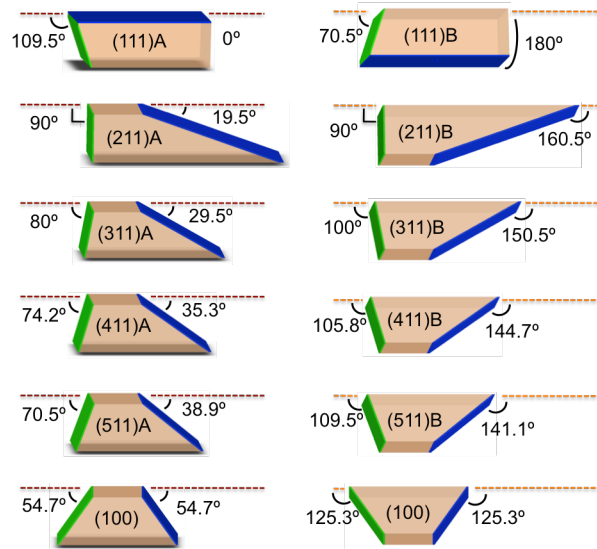 109.5º (111)A 0º
70.5º (111)B 180º
90º (211)A 19.5º
90º (211)B 160.5º
80º (311)A 29.5º
100º (311)B 150.5º
74.2º (411)A 35.3º
105.8º (411)B 144.7º
70.5º (511)A 38.9º
109.5º (511)B 141.1º
54.7º (100) 54.7º
125.3º (100) 125.3º